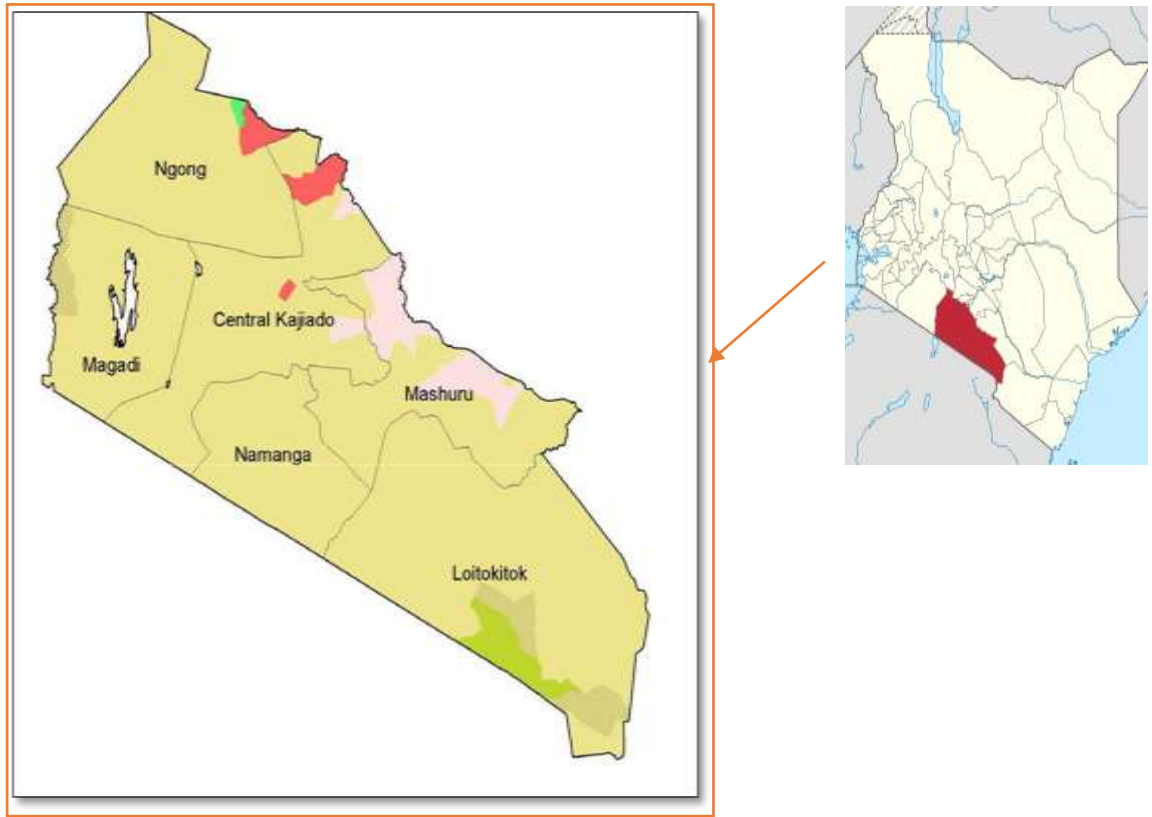 Ngong
Central Kajiado
Magadi
Mashuru
Namanga
Loitokitok